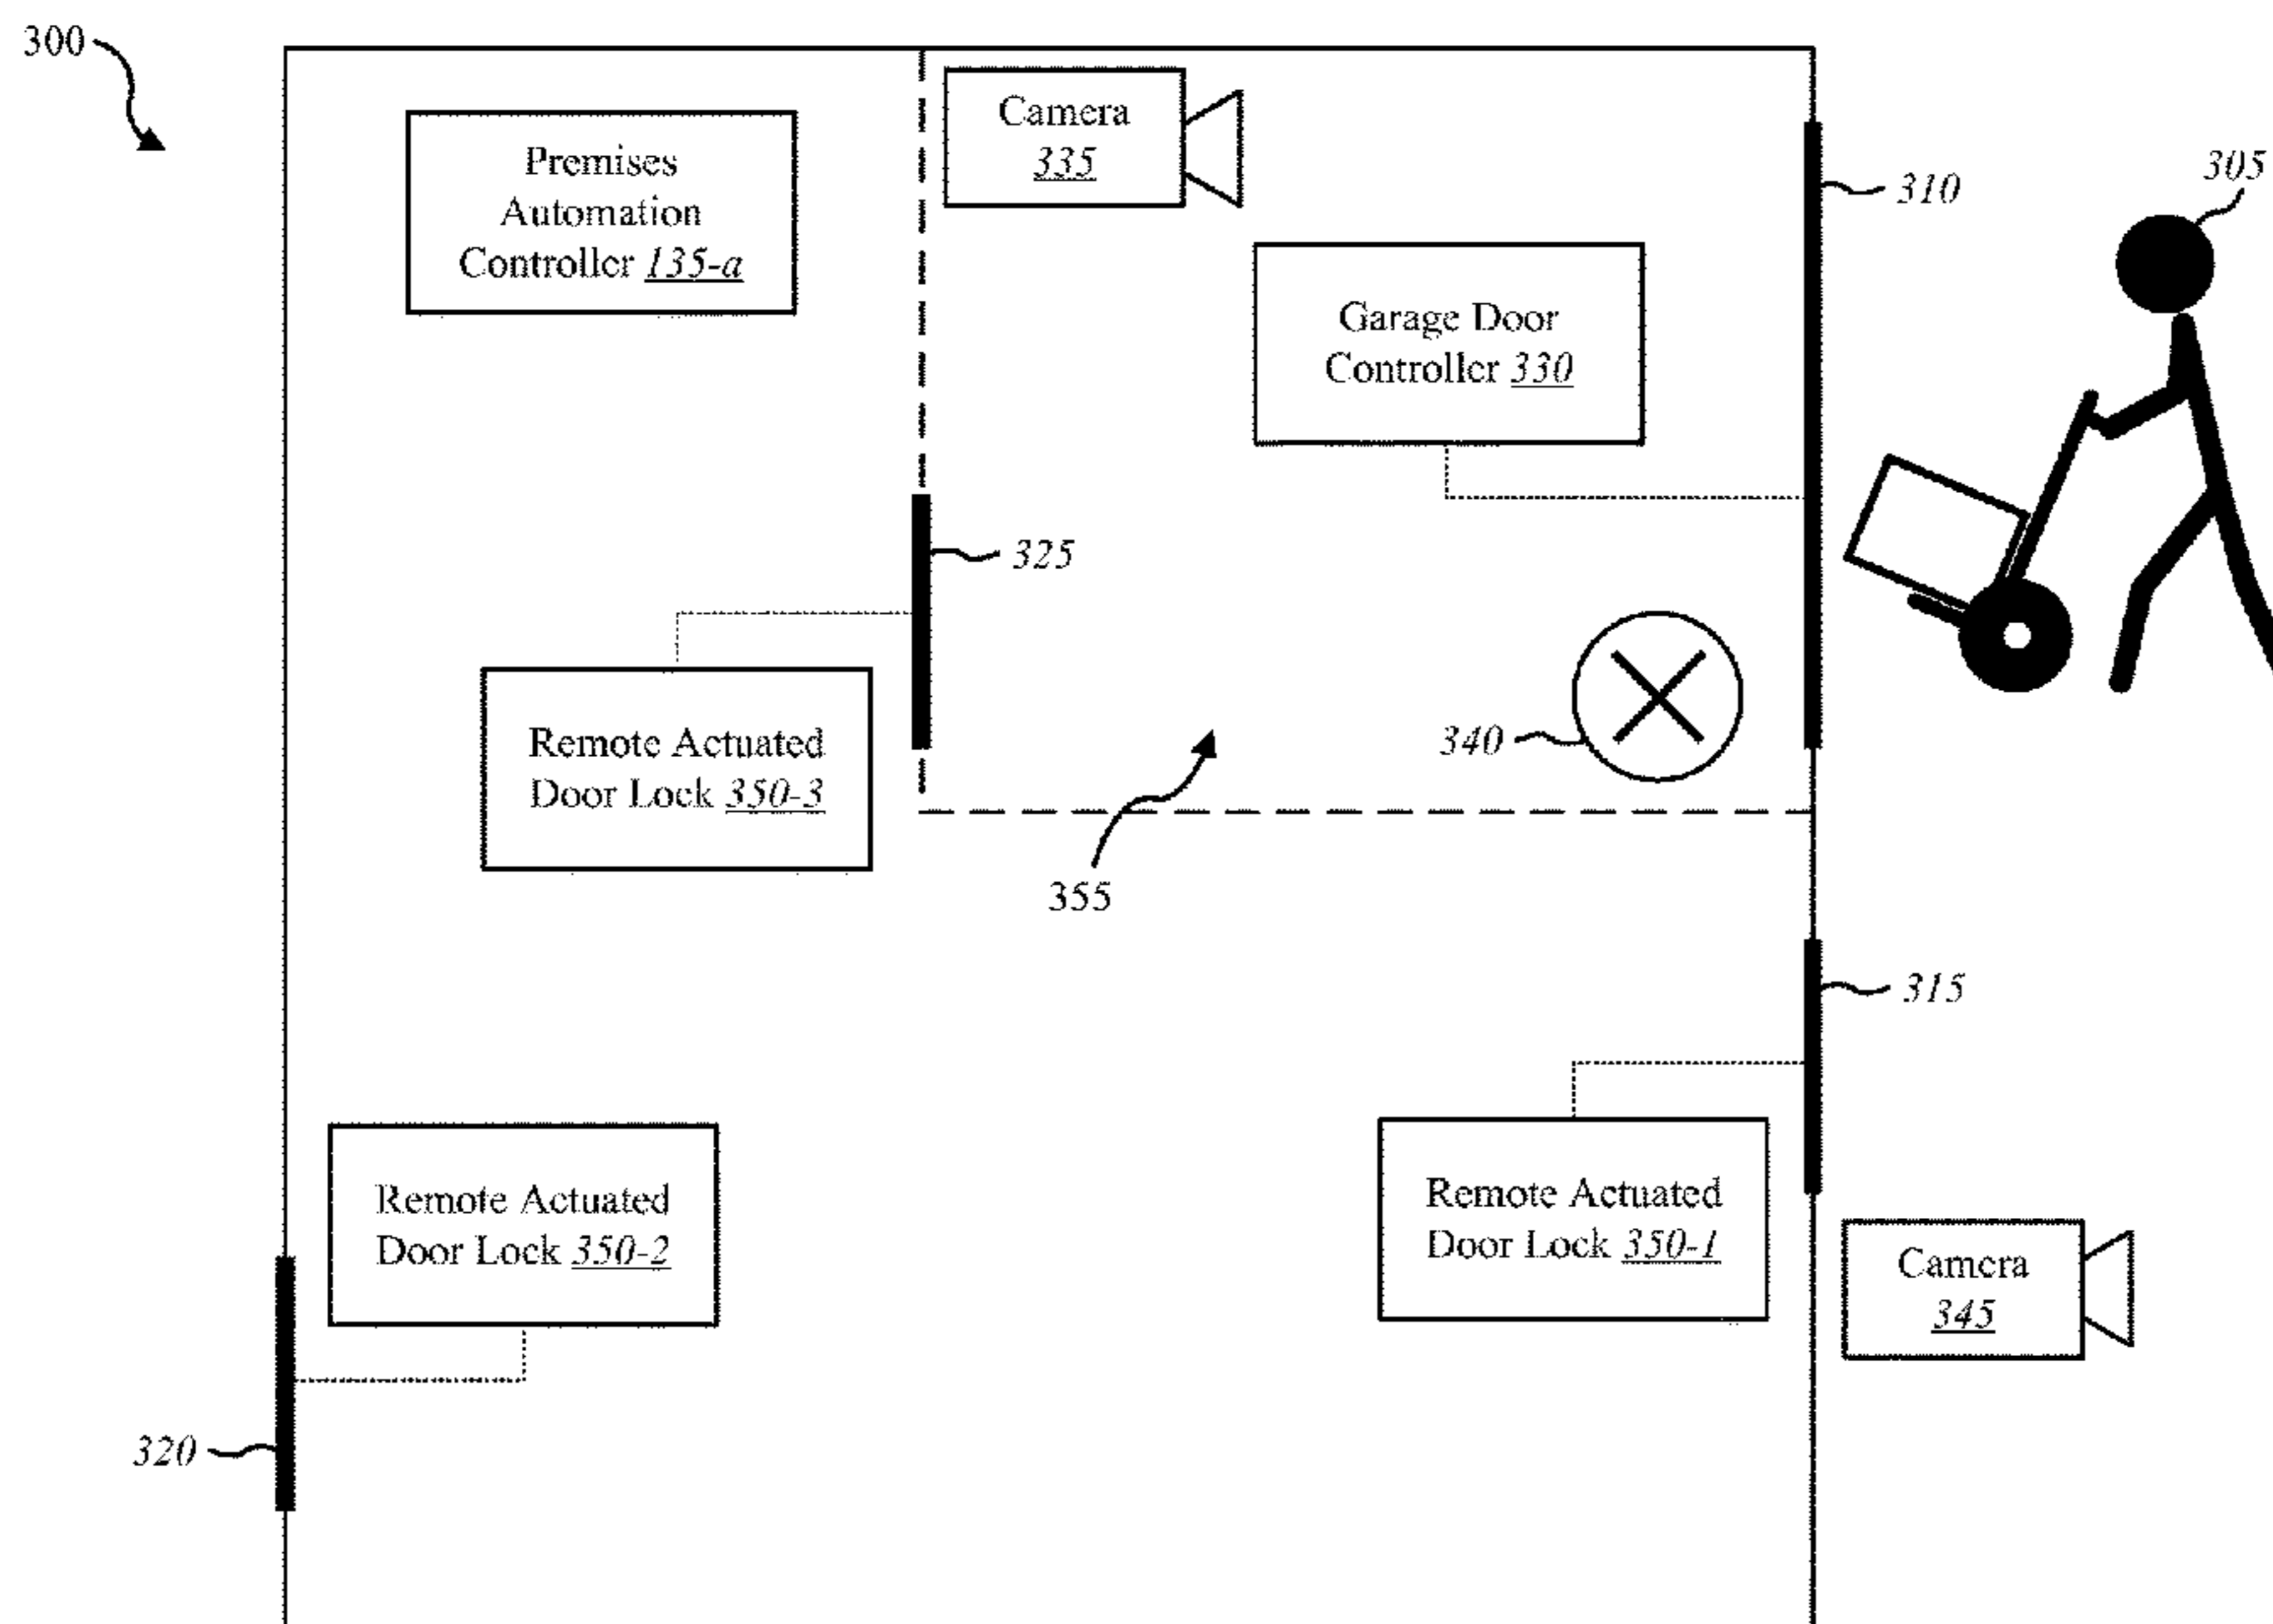 300
Camera
335
Premises
Automation
Controller 135-a
305
310
Garage Door
Controller 330
325
Remote Actuated
Door Lock 350-3
340
355
315
Remote Actuated
Door Lock 350-2
Remote Actuated
Door Lock 350-1
Camera
345
320